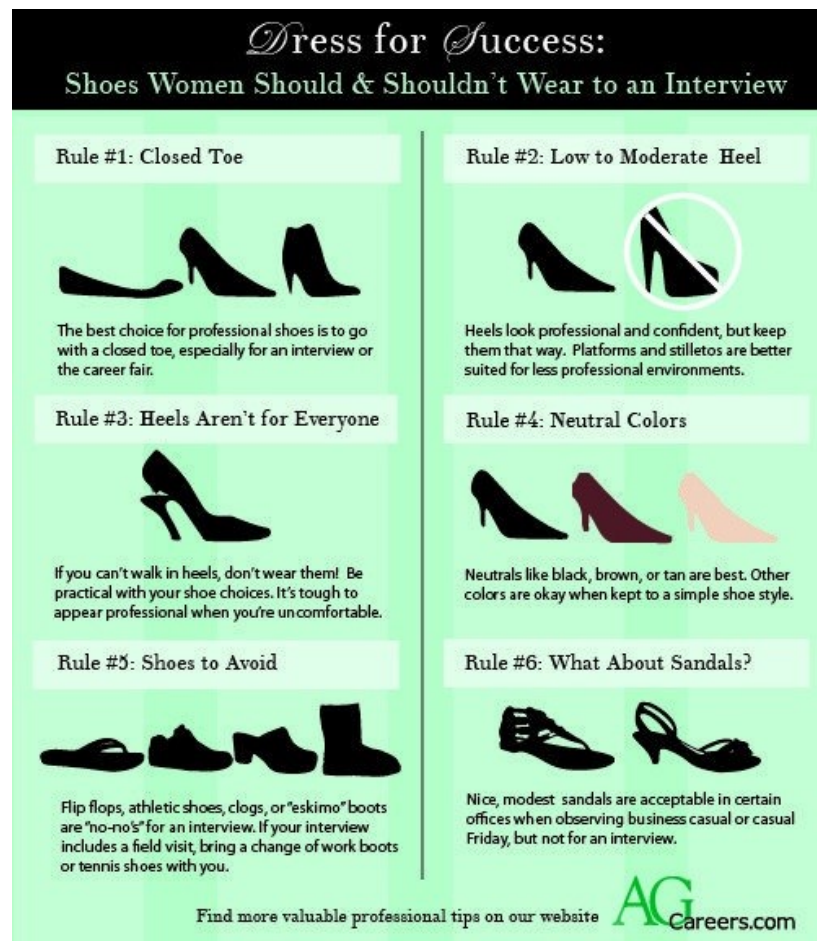 Dress for Success:
Shoes Women Should & Shouldn't Wear to an Interview
Rule #1: Closed Toe
The best choice for professional shoes is to go
with a closed toe, especially for an interview or
the career fair.
Rule #2: Low to Moderate Heel
Heels look professional and confident, but keep
them that way. Platforms and stilletos are better
suited for less professional environments.
Rule #3: Heels Aren't for Everyone
If you can't walk in heels, don't wear them! Be
practical with your shoe choices. It's tough to
appear professional when you're uncomfortable.
Rule #4: Neutral Colors
Neutrals like black, brown, or tan are best. Other
colors are okay when kept to a simple shoe style.
Rule #5: Shoes to Avoid
Flip flops, athletic shoes, clogs, or "eskimo" boots
are "no-no's" for an interview. If your interview
includes a field visit, bring a change of work boots
or tennis shoes with you.
Rule #6: What About Sandals?
Nice, modest sandals are acceptable in certain
offices when observing business casual or casual
Friday, but not for an interview.
Find more valuable professional tips on our website
AGCareers.com